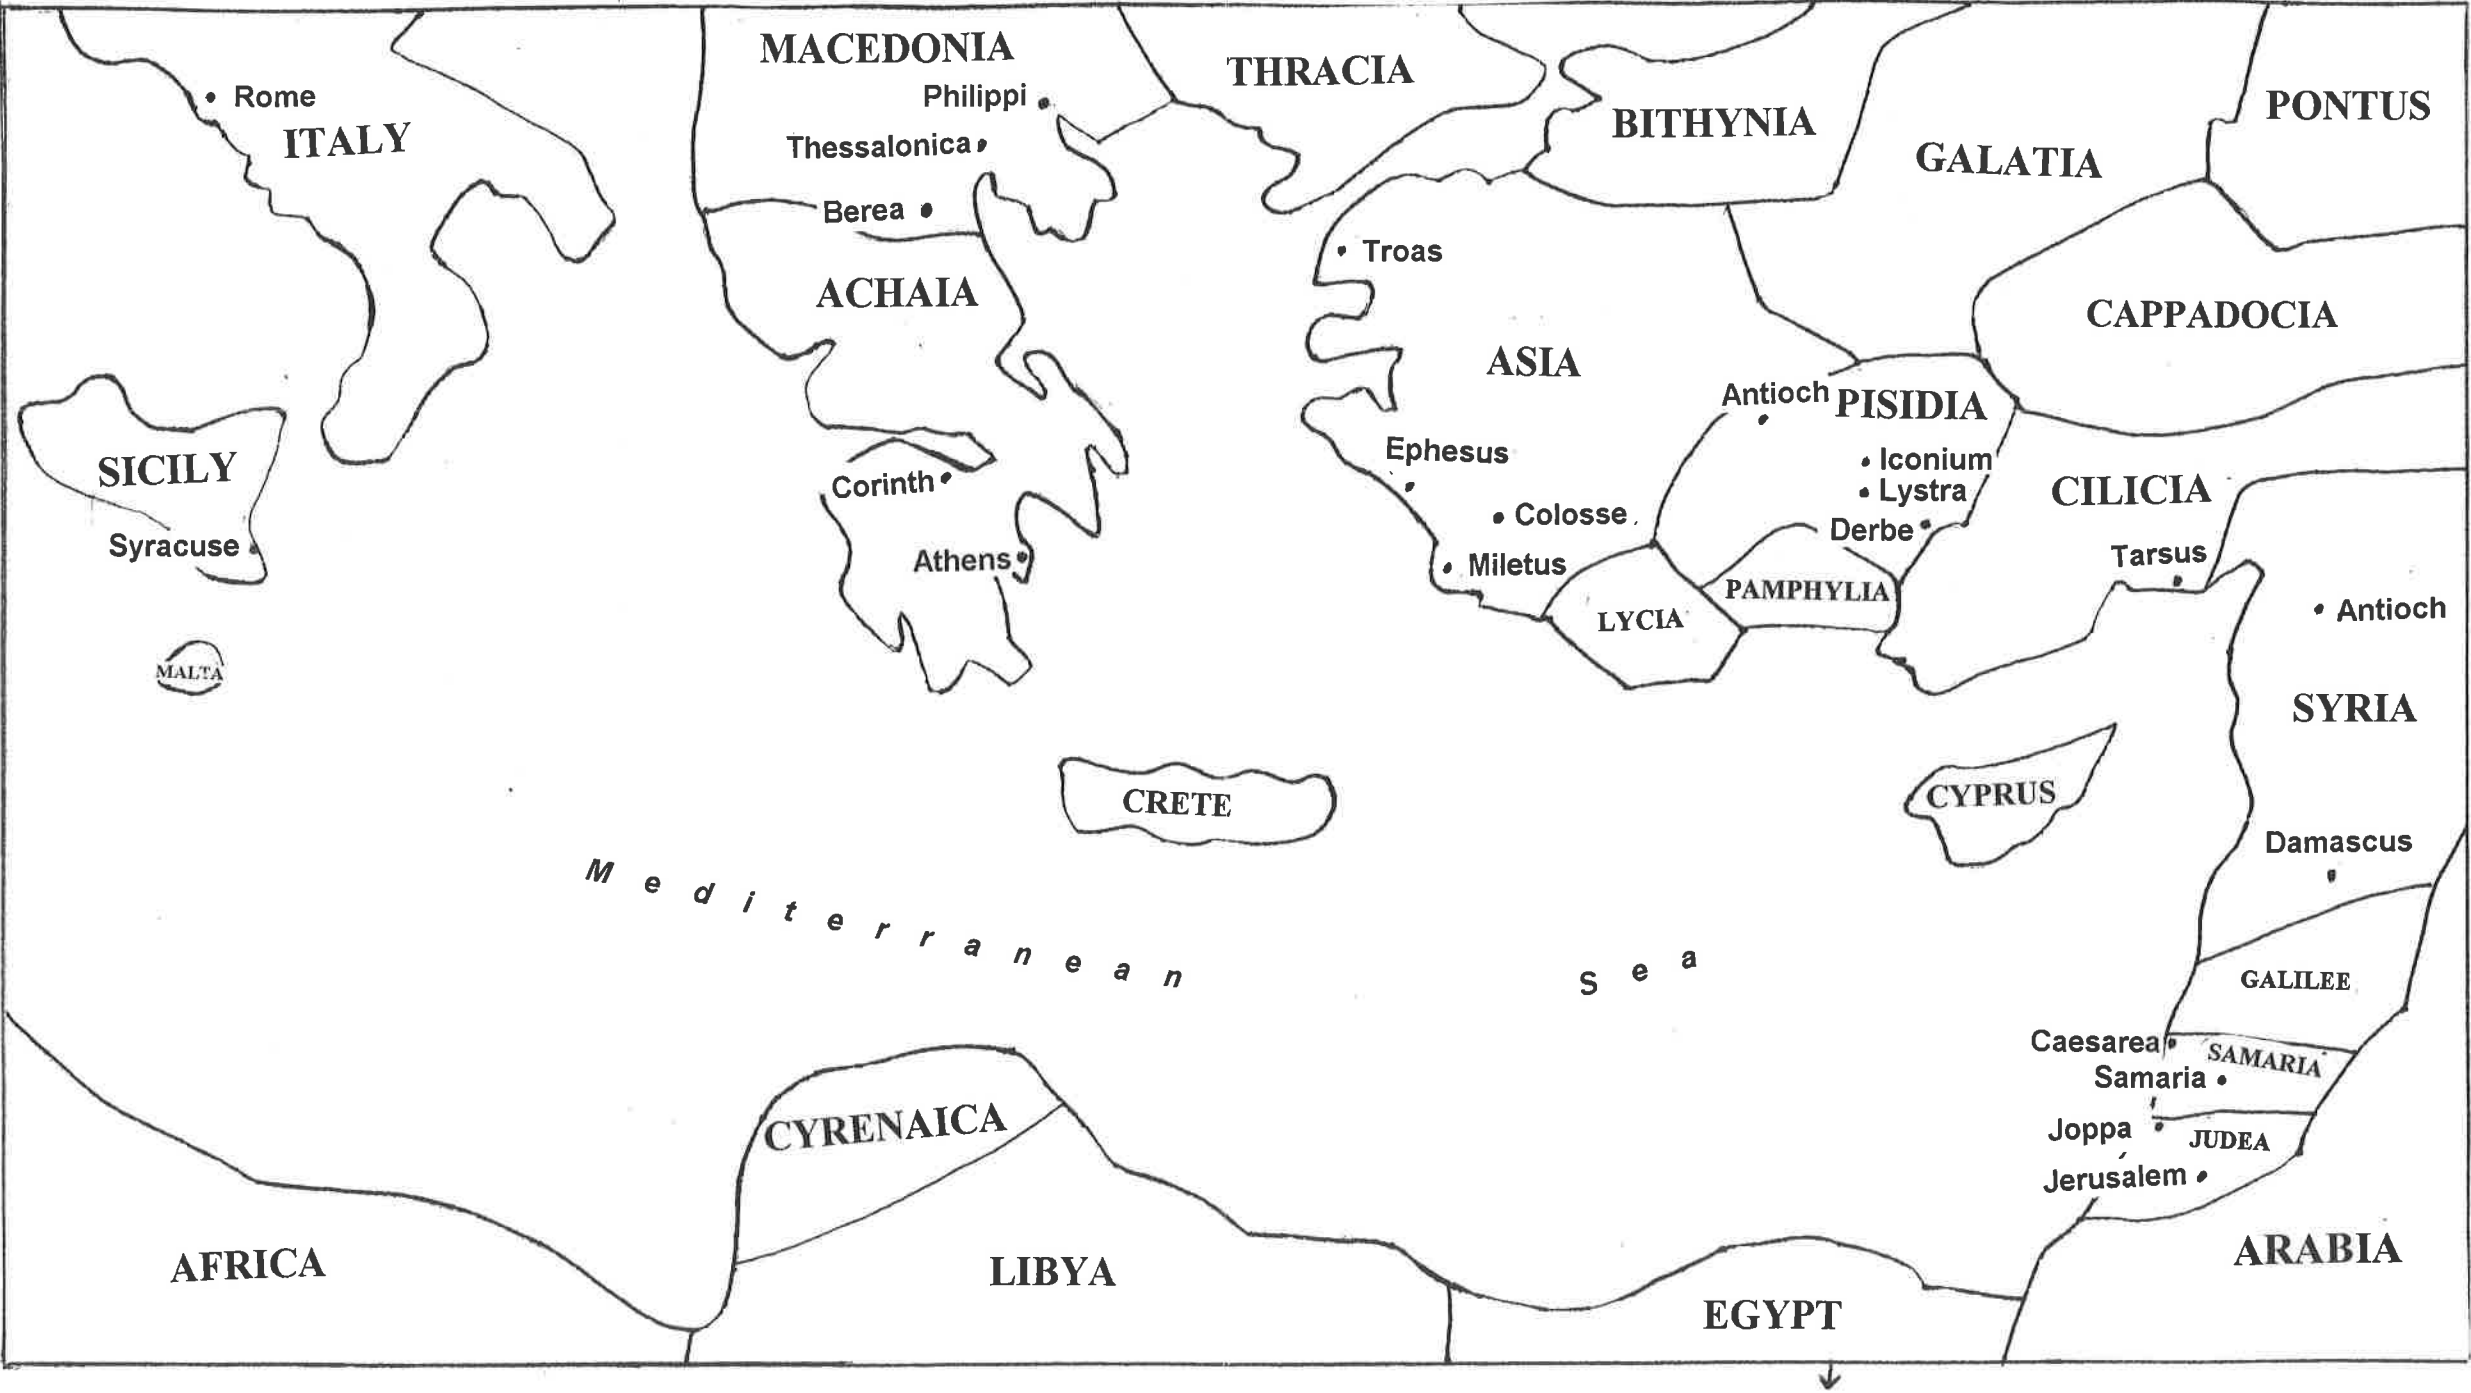 MACEDONIA
THRACIA
Rome
ITALY
Philippi
Thessalonica
BITHYNIA
PONTUS
GALATIA
Berea
Troas
ACHAIA
CAPPADOCIA
ASIA
Antioch
PISIDIA
SICILY
Ephesus
Iconium
Corinth
Lystra
CILICIA
Colosse
Derbe
Syracuse
Athens
Miletus
Tarsus
PAMPHYLIA
LYCIA
Antioch
MALTA
SYRIA
CRETE
CYPRUS
Damascus
Mediterranean
Sea
GALILEE
Caesarea
SAMARIA
Samaria
CYRENAICA
Joppa
JUDEA
Jerusalem
AFRICA
LIBYA
ARABIA
EGYPT